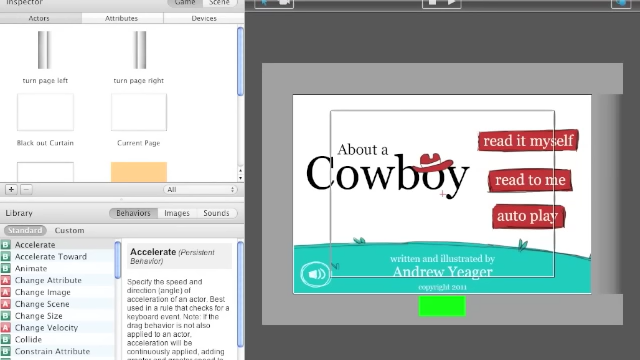 Inspector
Game
Scene
Actors
Attributes
Devices
turn page left
turn page right
Black out Curtain
Current Page
+
−
All
Library
Behaviors
Images
Sounds
Standard
Custom
B Accelerate
B Accelerate Toward
B Animate
A Change Attribute
A Change Image
A Change Scene
B Change Size
A Change Velocity
B Collide
B Constrain Attribute
Accelerate (Persistent
Behavior)
Specify the speed and
direction (angle) of
acceleration of an actor. Best
used in a rule that checks for a
keyboard event. Note: If the
drag behavior is not also
applied to an actor,
acceleration will be
continuously applied, adding
About a
Cowboy
read it myself
read to me
auto play
written and illustrated by
Andrew Yeager
copyright 2011